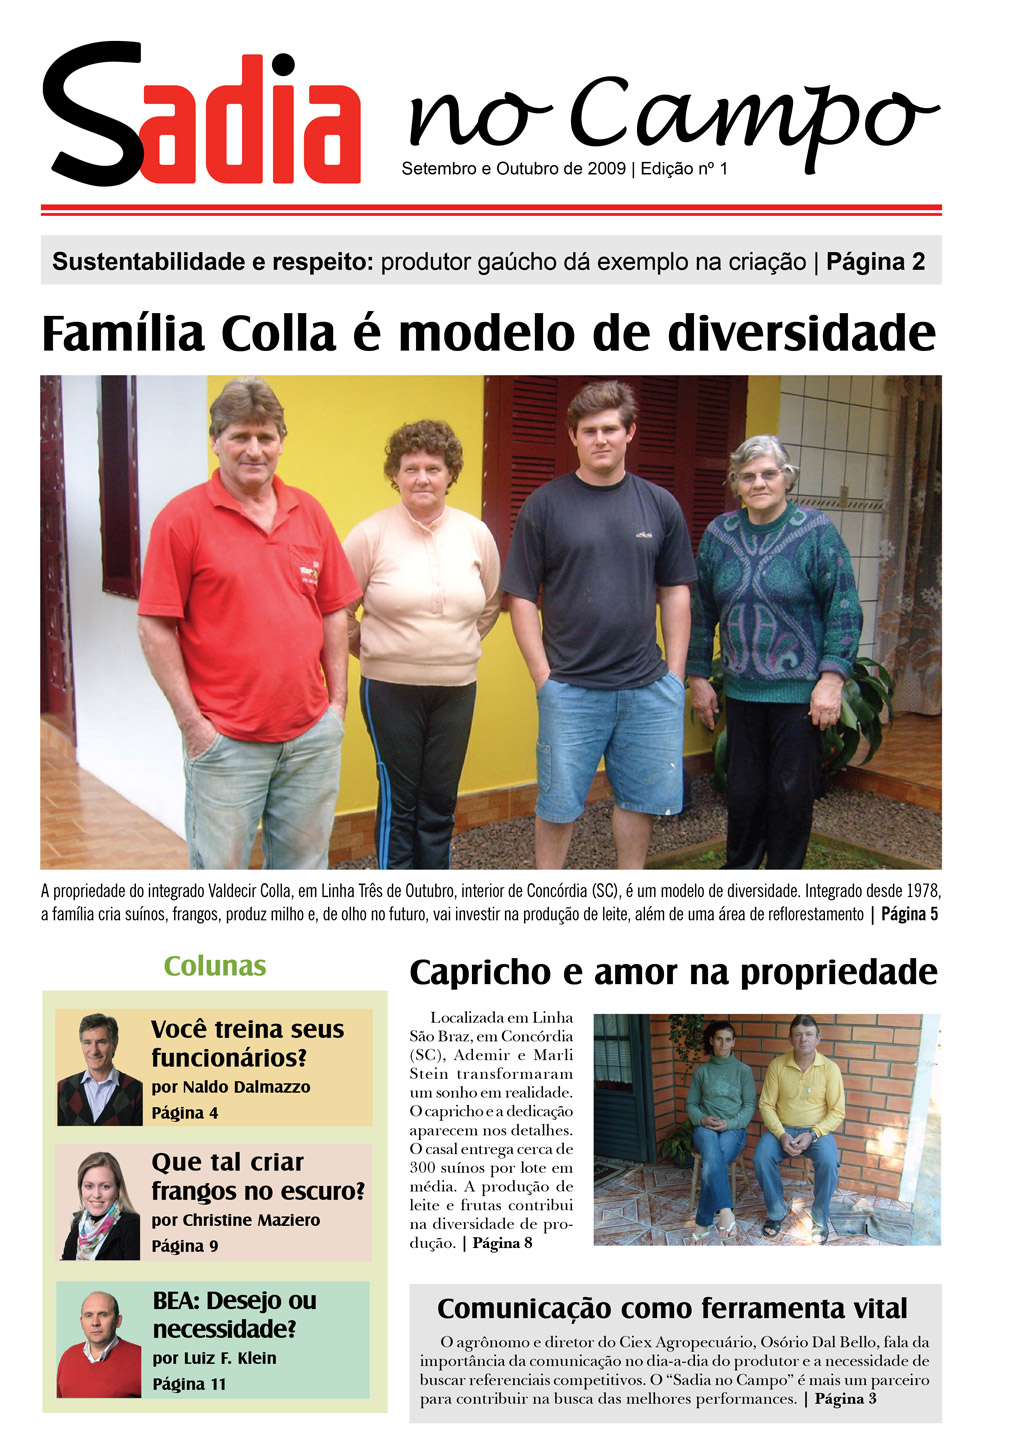 Sadia no Campo
Setembro e Outubro de 2009 | Edição nº 1
Sustentabilidade e respeito: produtor gaúcho dá exemplo na criação | Página 2
Família Colla é modelo de diversidade
A propriedade do integrado Valdecir Colla, em Linha Três de Outubro, interior de Concórdia (SC), é um modelo de diversidade. Integrado desde 1978,
a família cria suínos, frangos, produz milho e, de olho no futuro, vai investir na produção de leite, além de uma área de reflorestamento | Página 5
Colunas
Você treina seus
funcionários?
por Naldo Dalmazzo
Página 4
Que tal criar
frangos no escuro?
por Christine Maziero
Página 9
BEA: Desejo ou
necessidade?
por Luiz F. Klein
Página 11
Capricho e amor na propriedade
Localizada em Linha
São Braz, em Concórdia
(SC), Ademir e Marli
Stein transformaram
um sonho em realidade.
O capricho e a dedicação
aparecem nos detalhes.
O casal entrega cerca de
300 suínos por lote em
média. A produção de
leite e frutas contribui
na diversidade de pro-
dução. | Página 8
Comunicação como ferramenta vital
O agrônomo e diretor do Ciex Agropecuário, Osório Dal Bello, fala da
importância da comunicação no dia-a-dia do produtor e a necessidade de
buscar referenciais competitivos. O “Sadia no Campo” é mais um parceiro
para contribuir na busca das melhores performances. | Página 3